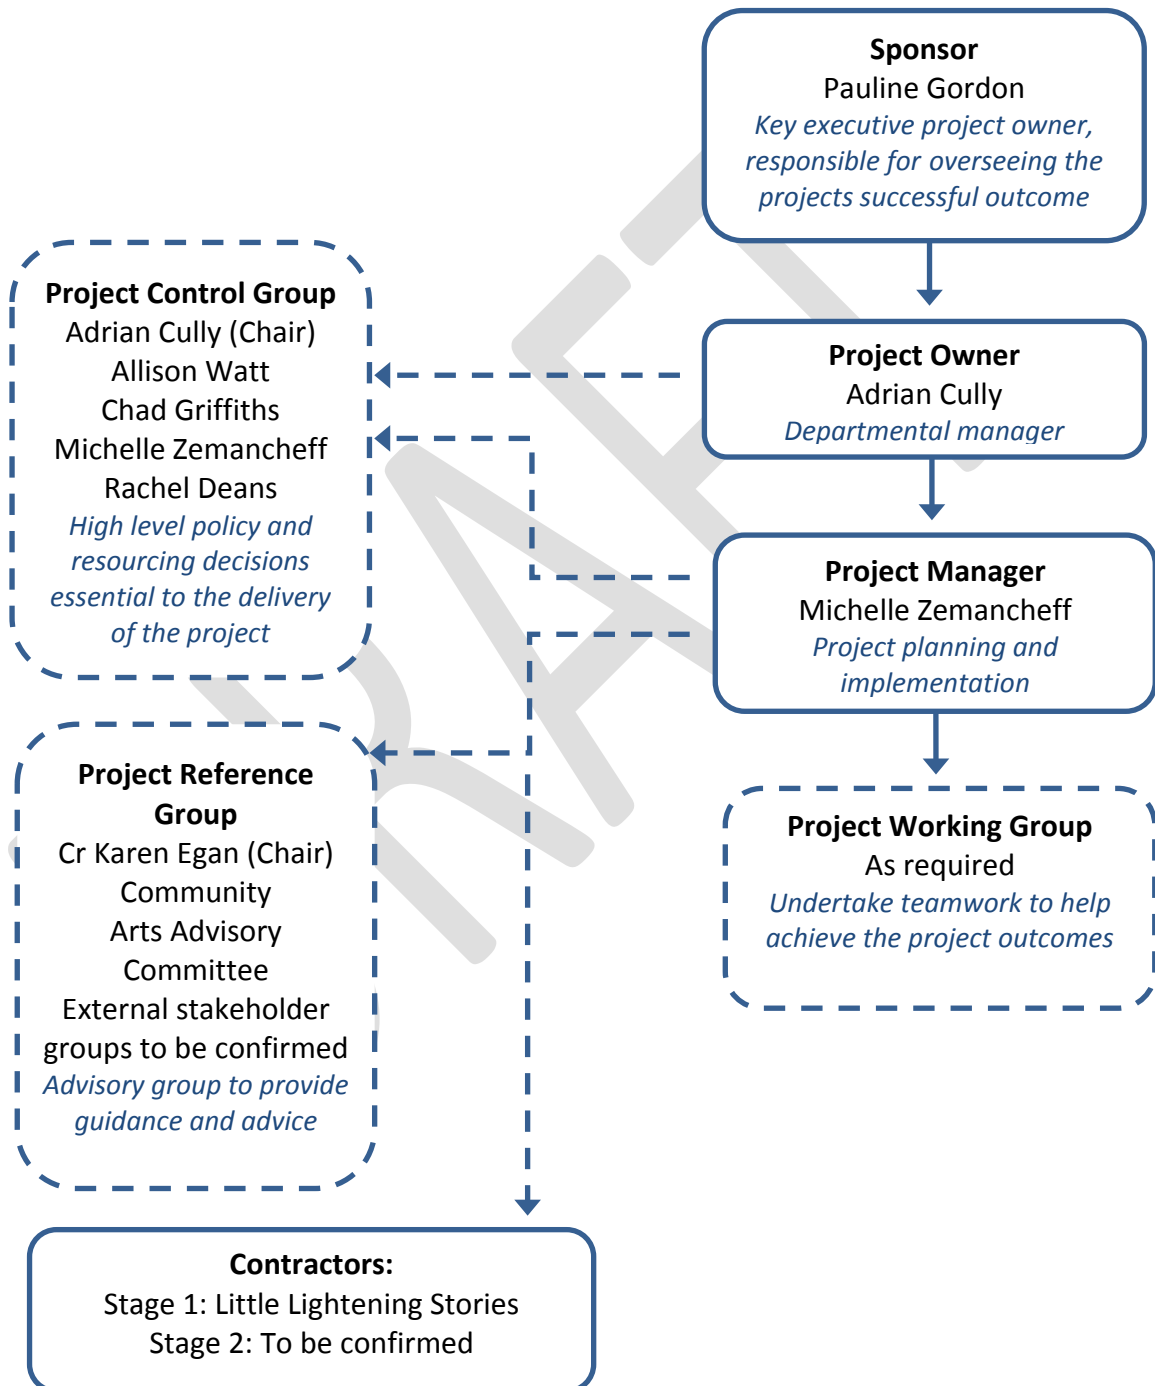 Sponsor
Pauline Gordon
Key executive project owner,
responsible for overseeing the
projects successful outcome
Project Control Group
Adrian Cully (Chair)
Allison Watt
Chad Griffiths
Michelle Zemancheff
Rachel Deans
High level policy and
resourcing decisions
essential to the delivery
of the project
Project Owner
Adrian Cully
Departmental manager
Project Manager
Michelle Zemancheff
Project planning and
implementation
Project Reference
Group
Cr Karen Egan (Chair)
Community
Arts Advisory
Committee
External stakeholder
groups to be confirmed
Advisory group to provide
guidance and advice
Project Working Group
As required
Undertake teamwork to help
achieve the project outcomes
Contractors:
Stage 1: Little Lightening Stories
Stage 2: To be confirmed